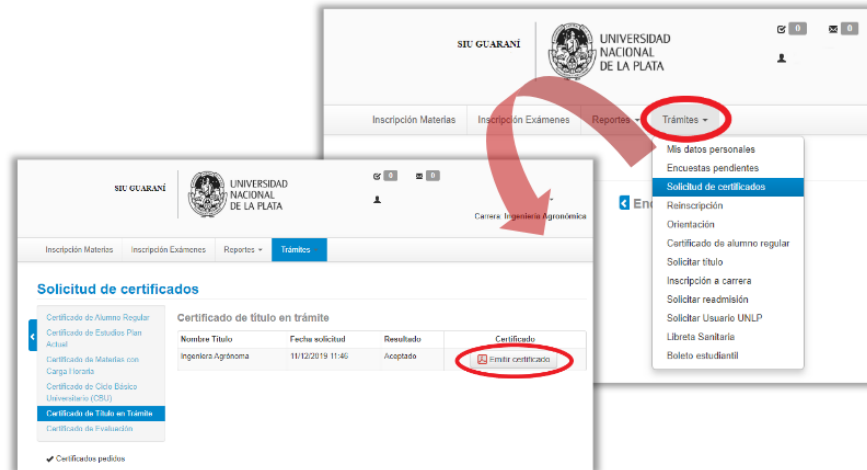 SIU GUARANÍ
UNIVERSIDAD
NACIONAL
DE LA PLATA
0
0
Inscripción Materias
Inscripción Exámenes
Reportes
Trámites
Mis datos personales
Encuestas pendientes
Solicitud de certificados
Reinscripción
Orientación
Certificado de alumno regular
Solicitar título
Inscripción a carrera
Solicitar readmisión
Solicitar Usuario UNLP
Libreta Sanitaria
Boleto estudiantil
SIU GUARANÍ
UNIVERSIDAD
NACIONAL
DE LA PLATA
0
0
Carrera: Ingeniería Agronómica
Inscripción Materias
Inscripción Exámenes
Reportes
Trámites
Solicitud de certificados
Certificado de Alumno Regular
Certificado de Estudios Plan
Actual
Certificado de Materias con
Carga Horaria
Certificado de Ciclo Básico
Universitario (CBU)
Certificado de Título en Trámite
Certificado de Evaluación
Certificados pedidos
Certificado de título en trámite
Nombre Título Fecha solicitud Resultado Certificado
Ingeniera Agrónoma 11/12/2019 11:46 Aceptado Emitir certificado